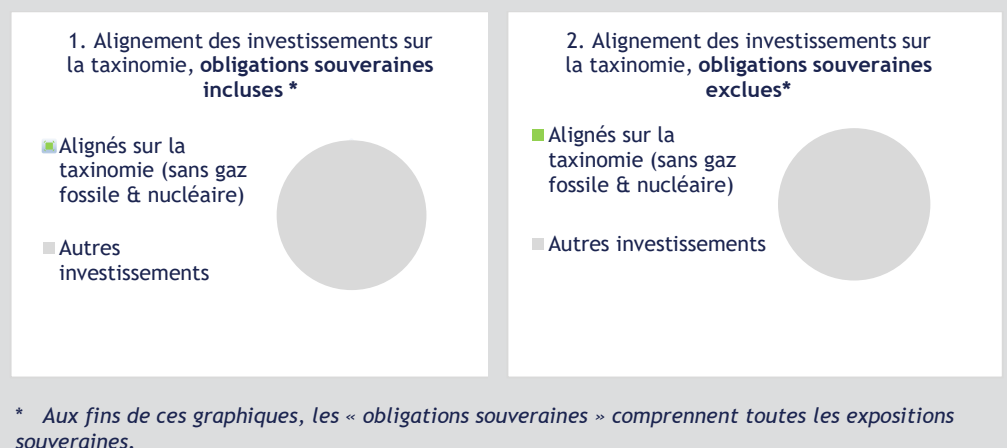 1. Alignement des investissements sur
la taxinomie, obligations souveraines
incluses *
Alignés sur la
taxinomie (sans gaz
fossile & nucléaire)
Autres
investissements
2. Alignement des investissements sur
la taxinomie, obligations souveraines
exclues*
Alignés sur la
taxinomie (sans gaz
fossile & nucléaire)
Autres investissements
* Aux fins de ces graphiques, les « obligations souveraines » comprennent toutes les expositions
souveraines.